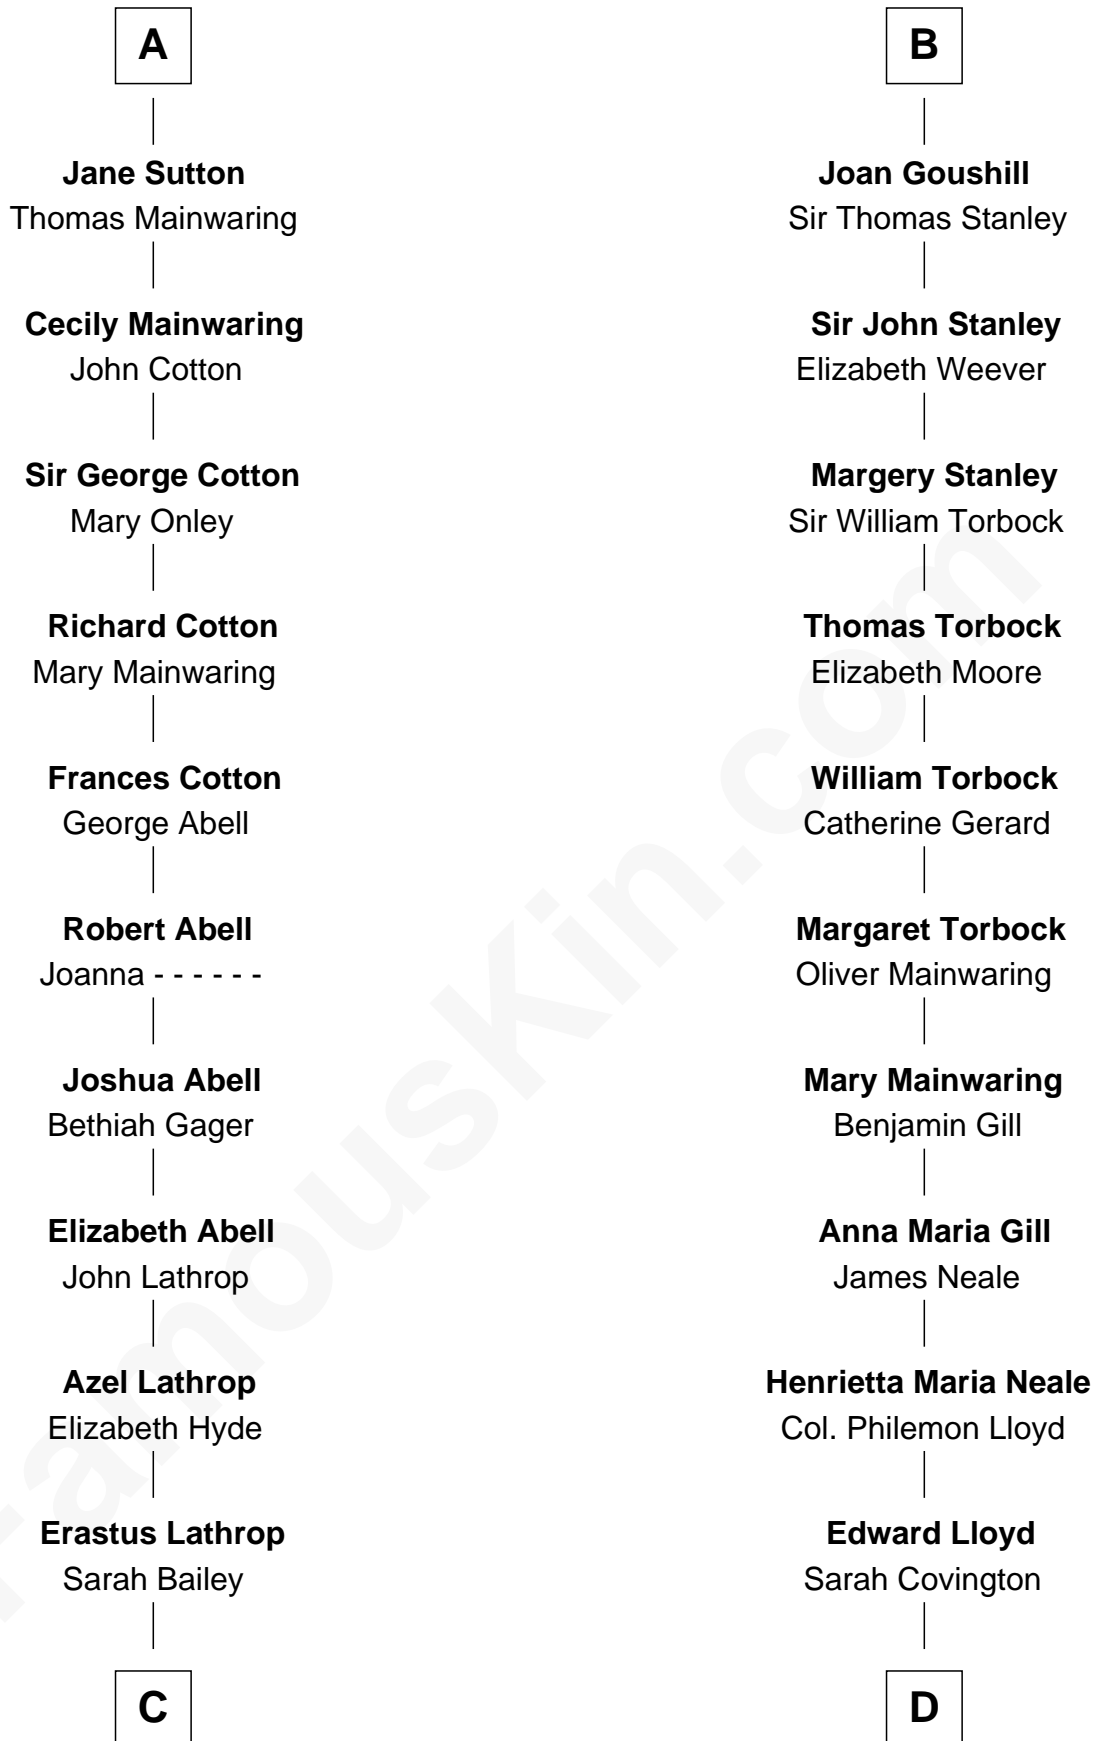 A
Jane Sutton
Thomas Mainwaring
Cecily Mainwaring
John Cotton
Sir George Cotton
Mary Onley
Richard Cotton
Mary Mainwaring
Frances Cotton
George Abell
Robert Abell
Joanna - - - - - -
Joshua Abell
Bethiah Gager
Elizabeth Abell
John Lathrop
Azel Lathrop
Elizabeth Hyde
Erastus Lathrop
Sarah Bailey
C
B
Joan Goushill
Sir Thomas Stanley
Sir John Stanley
Elizabeth Weever
Margery Stanley
Sir William Torbock
Thomas Torbock
Elizabeth Moore
William Torbock
Catherine Gerard
Margaret Torbock
Oliver Mainwaring
Mary Mainwaring
Benjamin Gill
Anna Maria Gill
James Neale
Henrietta Maria Neale
Col. Philemon Lloyd
Edward Lloyd
Sarah Covington
D
FamousKin.com